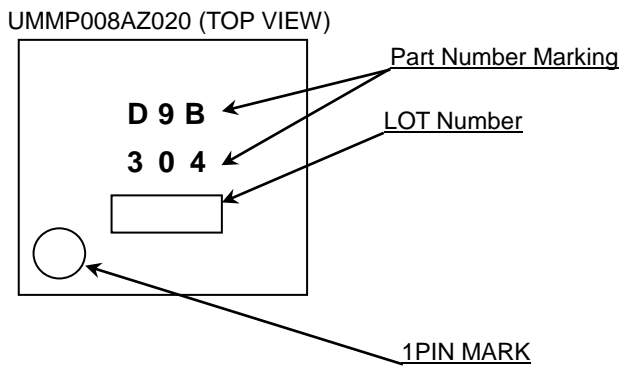 UMMP008AZ020 (TOP VIEW)
Part Number Marking
D 9 B
LOT Number
3 0 4
1PIN MARK